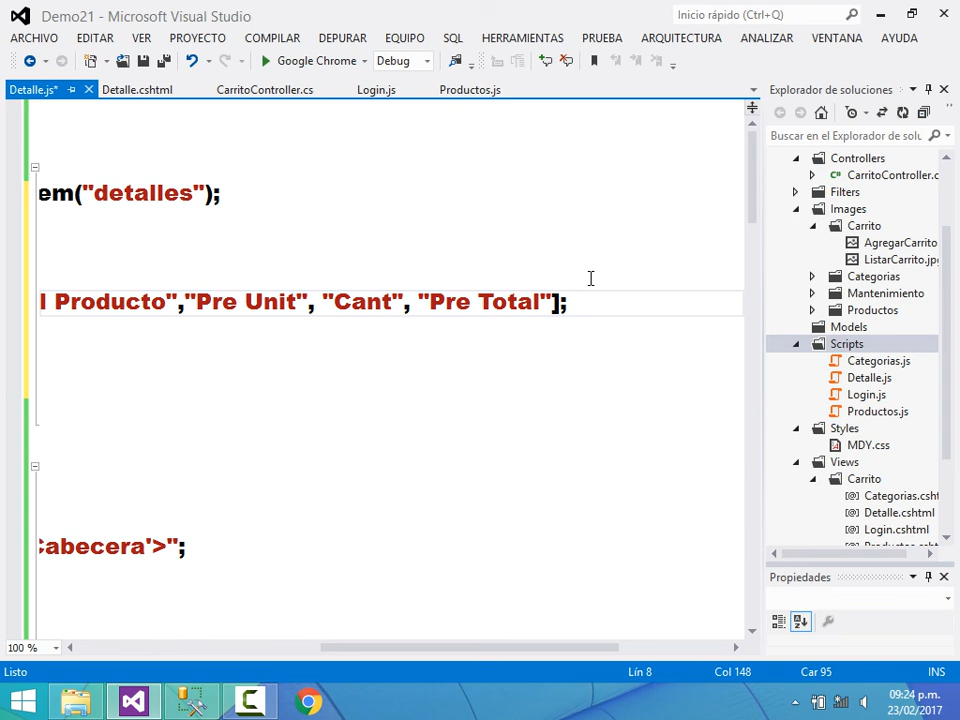 Demo21 - Microsoft Visual Studio
Inicio rápido (Ctrl+Q)
ARCHIVO EDITAR VER PROYECTO COMPILAR DEPURAR EQUIPO SQL HERRAMIENTAS PRUEBA ARQUITECTURA ANALIZAR VENTANA AYUDA
Google Chrome Debug
Detalle.js* Detalle.cshtml CarritoController.cs Login.js Productos.js
Explorador de soluciones
Buscar en el Explorador de solu
Controllers
CarritoController.c
Filters
Images
Carrito
AgregarCarrito
ListarCarrito.jpg
Categorias
Mantenimiento
Productos
Models
Scripts
Categorias.js
Detalle.js
Login.js
Productos.js
Styles
MDY.css
Views
Carrito
Categorias.csht
Detalle.cshtml
Login.cshtml
em("detalles");
l Producto","Pre Unit", "Cant", "Pre Total"];
Cabecera'>";
Propiedades
100 %
Listo Lín 8 Col 148 Car 95 INS
09:24 p.m.
23/02/2017